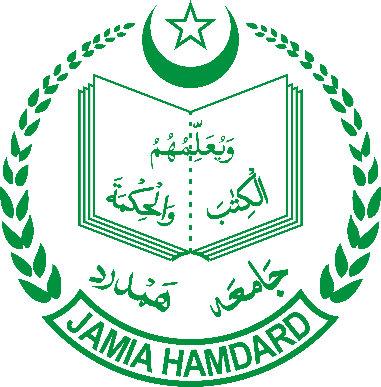 وَيُعَلِّمُهُمُ
الْكِتٰبَ وَالْحِكْمَةَ
جامعہ ہمدرد
JAMIA HAMDARD